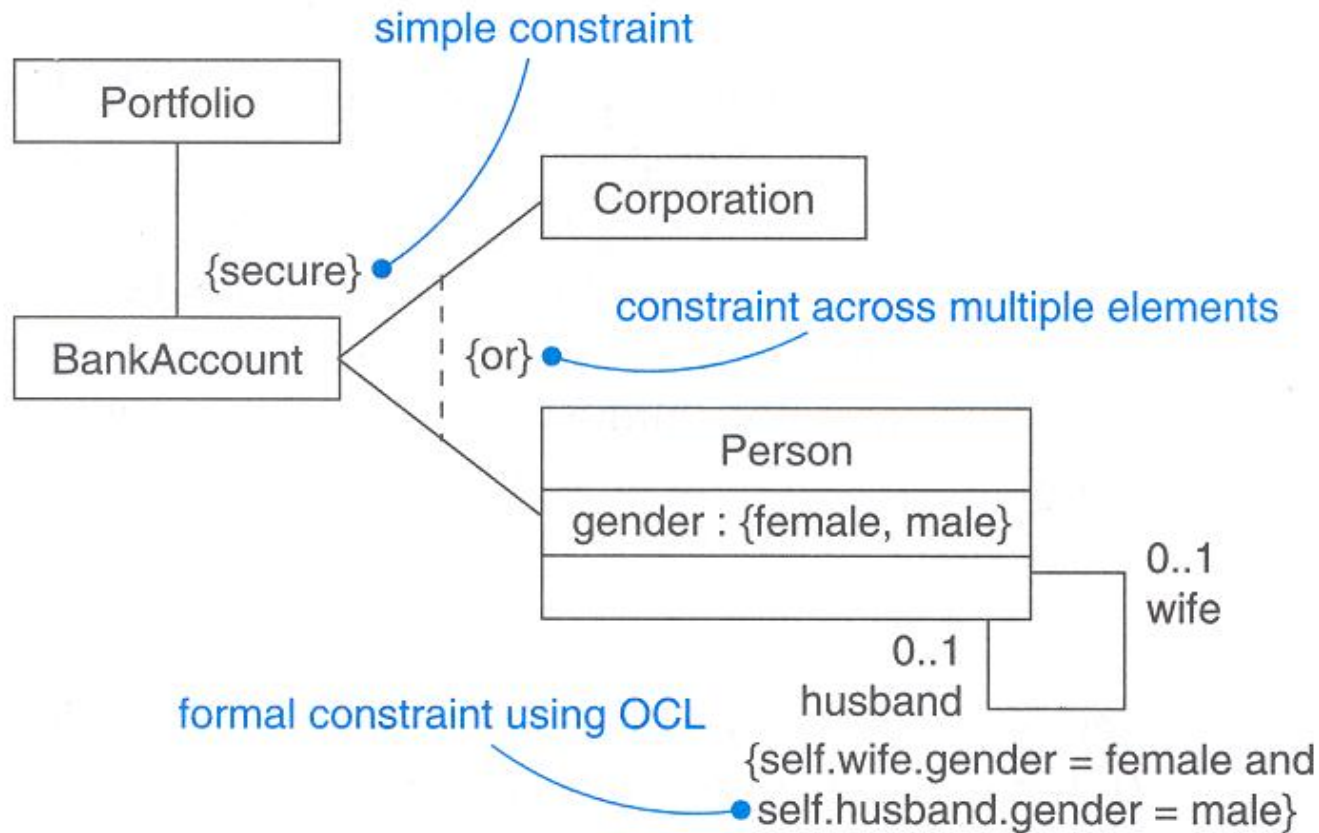 simple constraint
Portfolio
Corporation
{secure}
constraint across multiple elements
BankAccount
{or}
Person
gender : {female, male}
0..1
wife
0..1
husband
formal constraint using OCL
{self.wife.gender = female and
self.husband.gender = male}